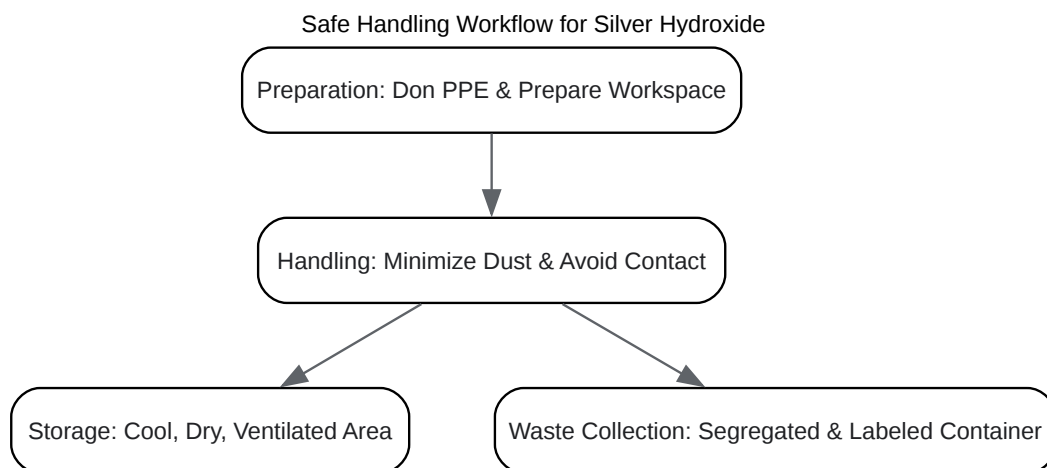 Safe Handling Workflow for Silver Hydroxide
Preparation: Don PPE & Prepare Workspace
Handling: Minimize Dust & Avoid Contact
Storage: Cool, Dry, Ventilated Area
Waste Collection: Segregated & Labeled Container